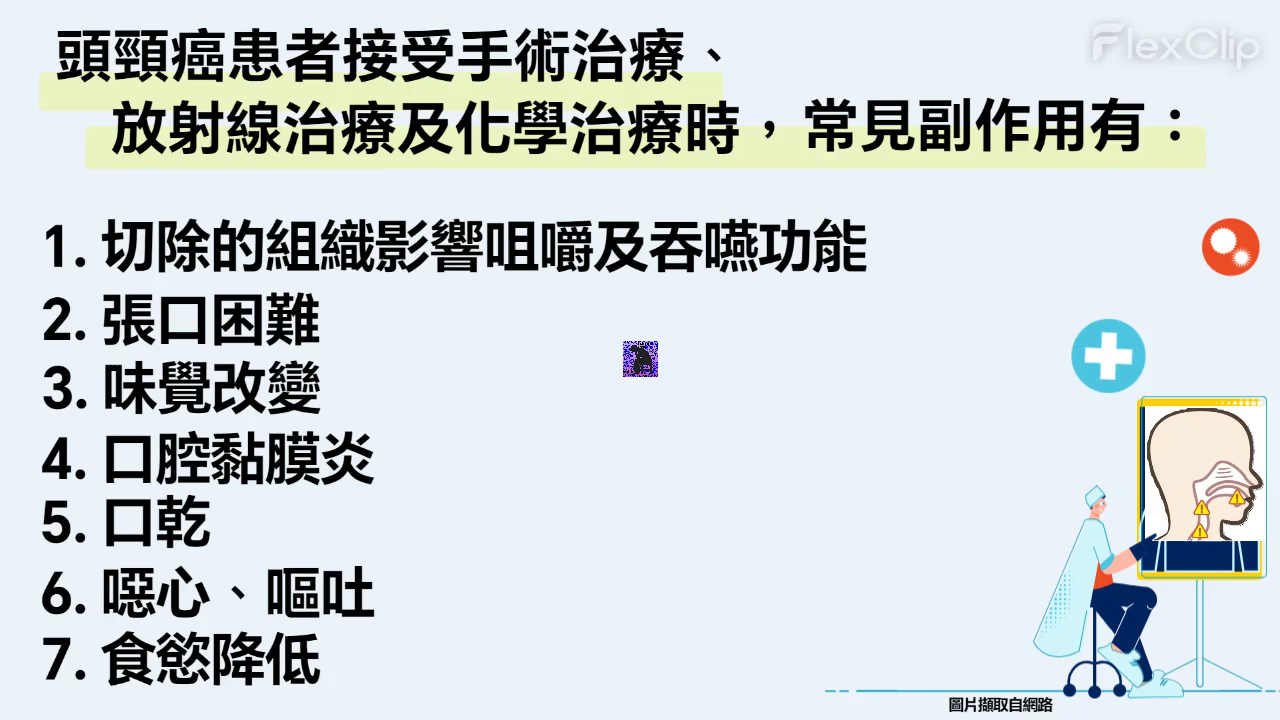 FlexClip
頭頸癌患者接受手術治療、
放射線治療及化學治療時，常見副作用有：
1. 切除的組織影響咀嚼及吞嚥功能
2. 張口困難
3. 味覺改變
4. 口腔黏膜炎
5. 口乾
6. 噁心、嘔吐
7. 食慾降低
圖片擷取自網路